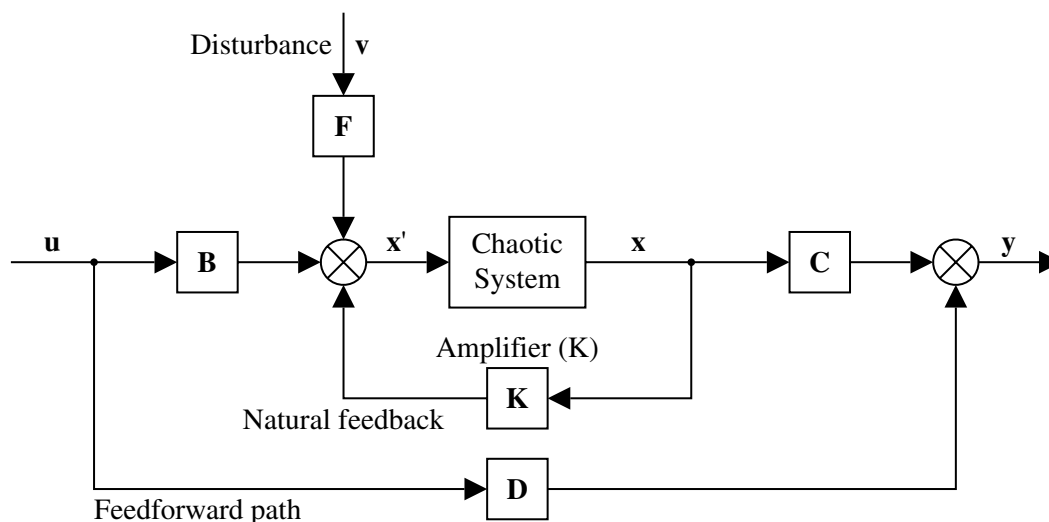 Disturbance
v
F
u
B
x'
Chaotic
System
x
C
y
Amplifier (K)
K
Natural feedback
D
Feedforward path